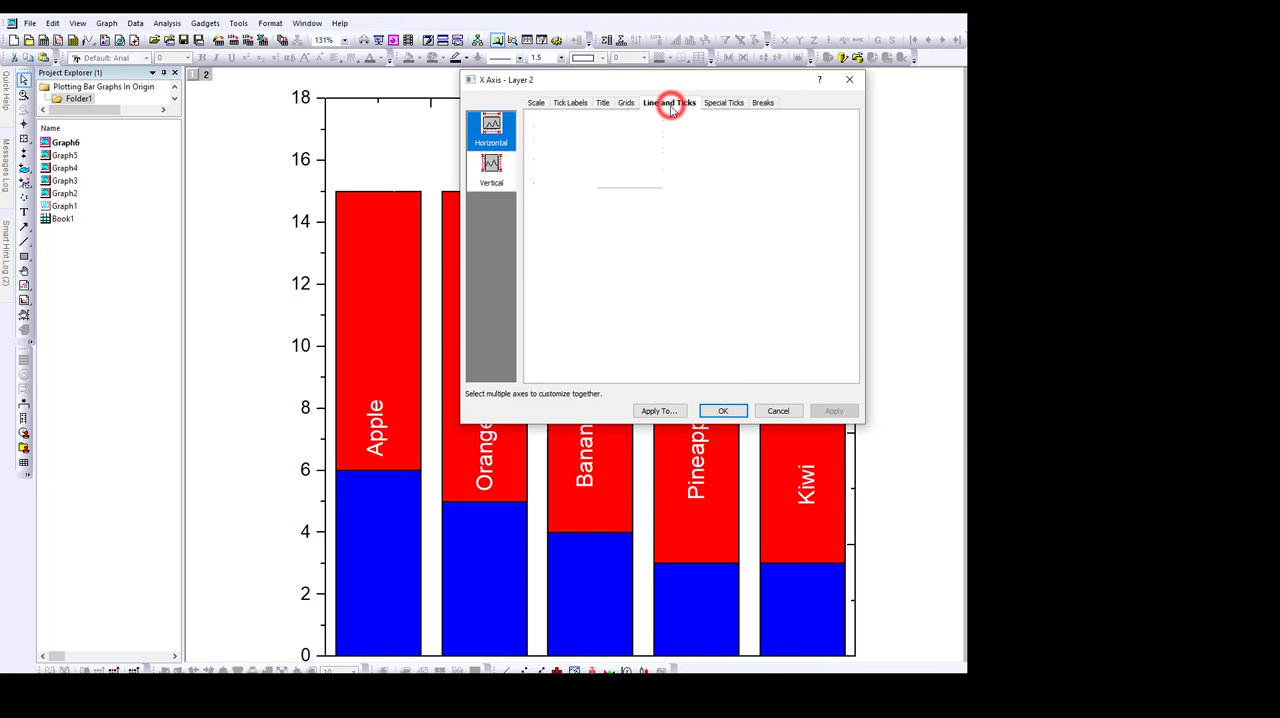 File Edit View Graph Data Analysis Gadgets Tools Format Window Help
131%
Default: Arial 0 B I U 1.5 0
Quick Help
Messages Log
Smart Hint Log (2)
Project Explorer (1)
Plotting Bar Graphs In Origin
Folder1
Name
Graph6
Graph5
Graph4
Graph3
Graph2
Graph1
Book1
1 2
X Axis - Layer 2
?
Scale Tick Labels Title Grids Line and Ticks Special Ticks Breaks
Horizontal
Vertical
Select multiple axes to customize together.
Apply To... OK Cancel Apply
18
16
14
12
10
8
6
4
2
0
Apple
Orange
Banan
Pineapp
Kiwi
10